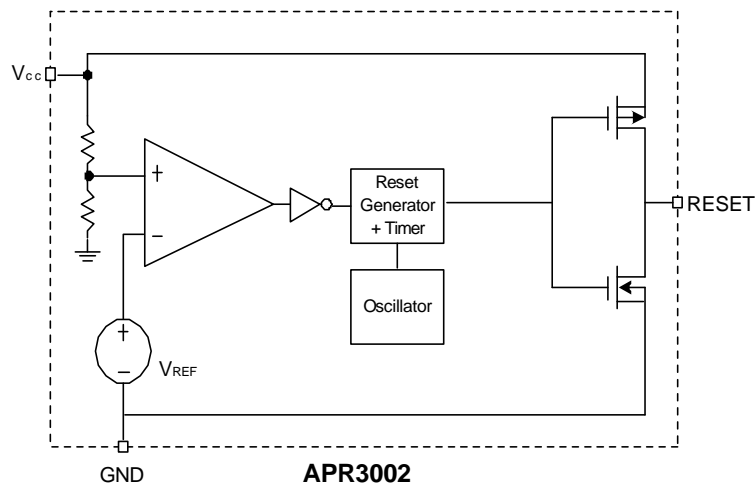 Vcc
+
−
Reset
Generator
+ Timer
RESET
Oscillator
+
−
VREF
GND
APR3002